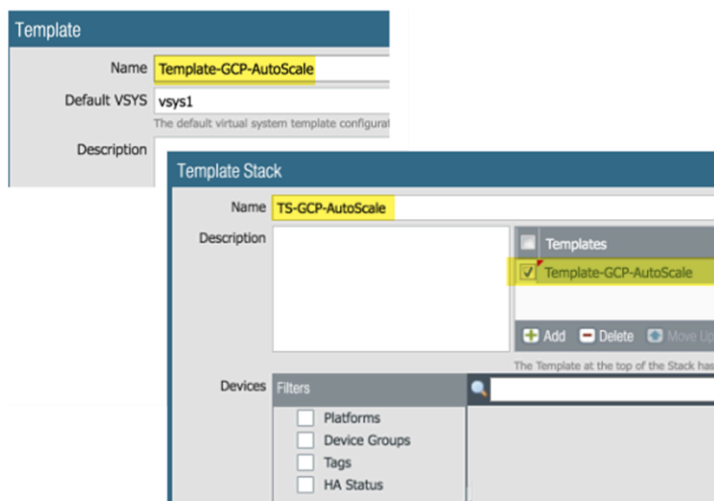 Template
Name Template-GCP-AutoScale
Default VSYS vsys1
The default virtual system template configurat
Description
Template Stack
Name TS-GCP-AutoScale
Description
Templates
Template-GCP-AutoScale
Add Delete Move Up
The Template at the top of the Stack has
Devices Filters
Platforms
Device Groups
Tags
HA Status